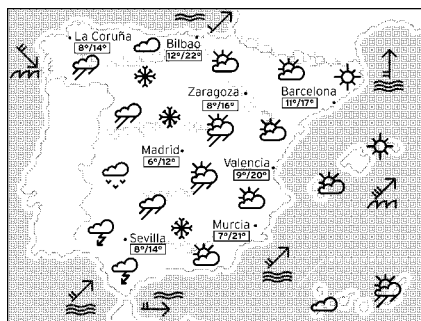 La Coruña
8°/14°
Bilbao
12°/22°
Zaragoza
8°/16°
Barcelona
11°/17°
Madrid
6°/12°
Valencia
9°/20°
Sevilla
8°/14°
Murcia
7°/21°